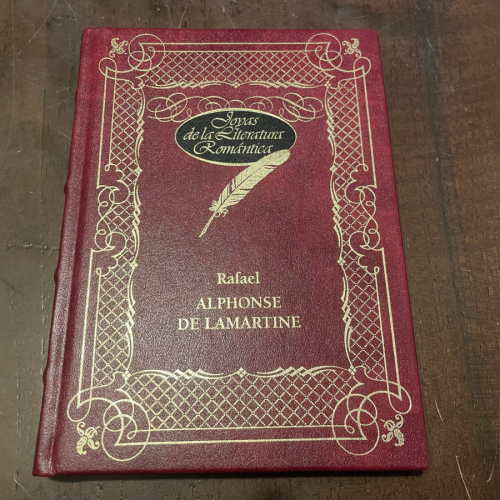 Joyas
de la Literatura
Romántica
Rafael
ALPHONSE
DE LAMARTINE